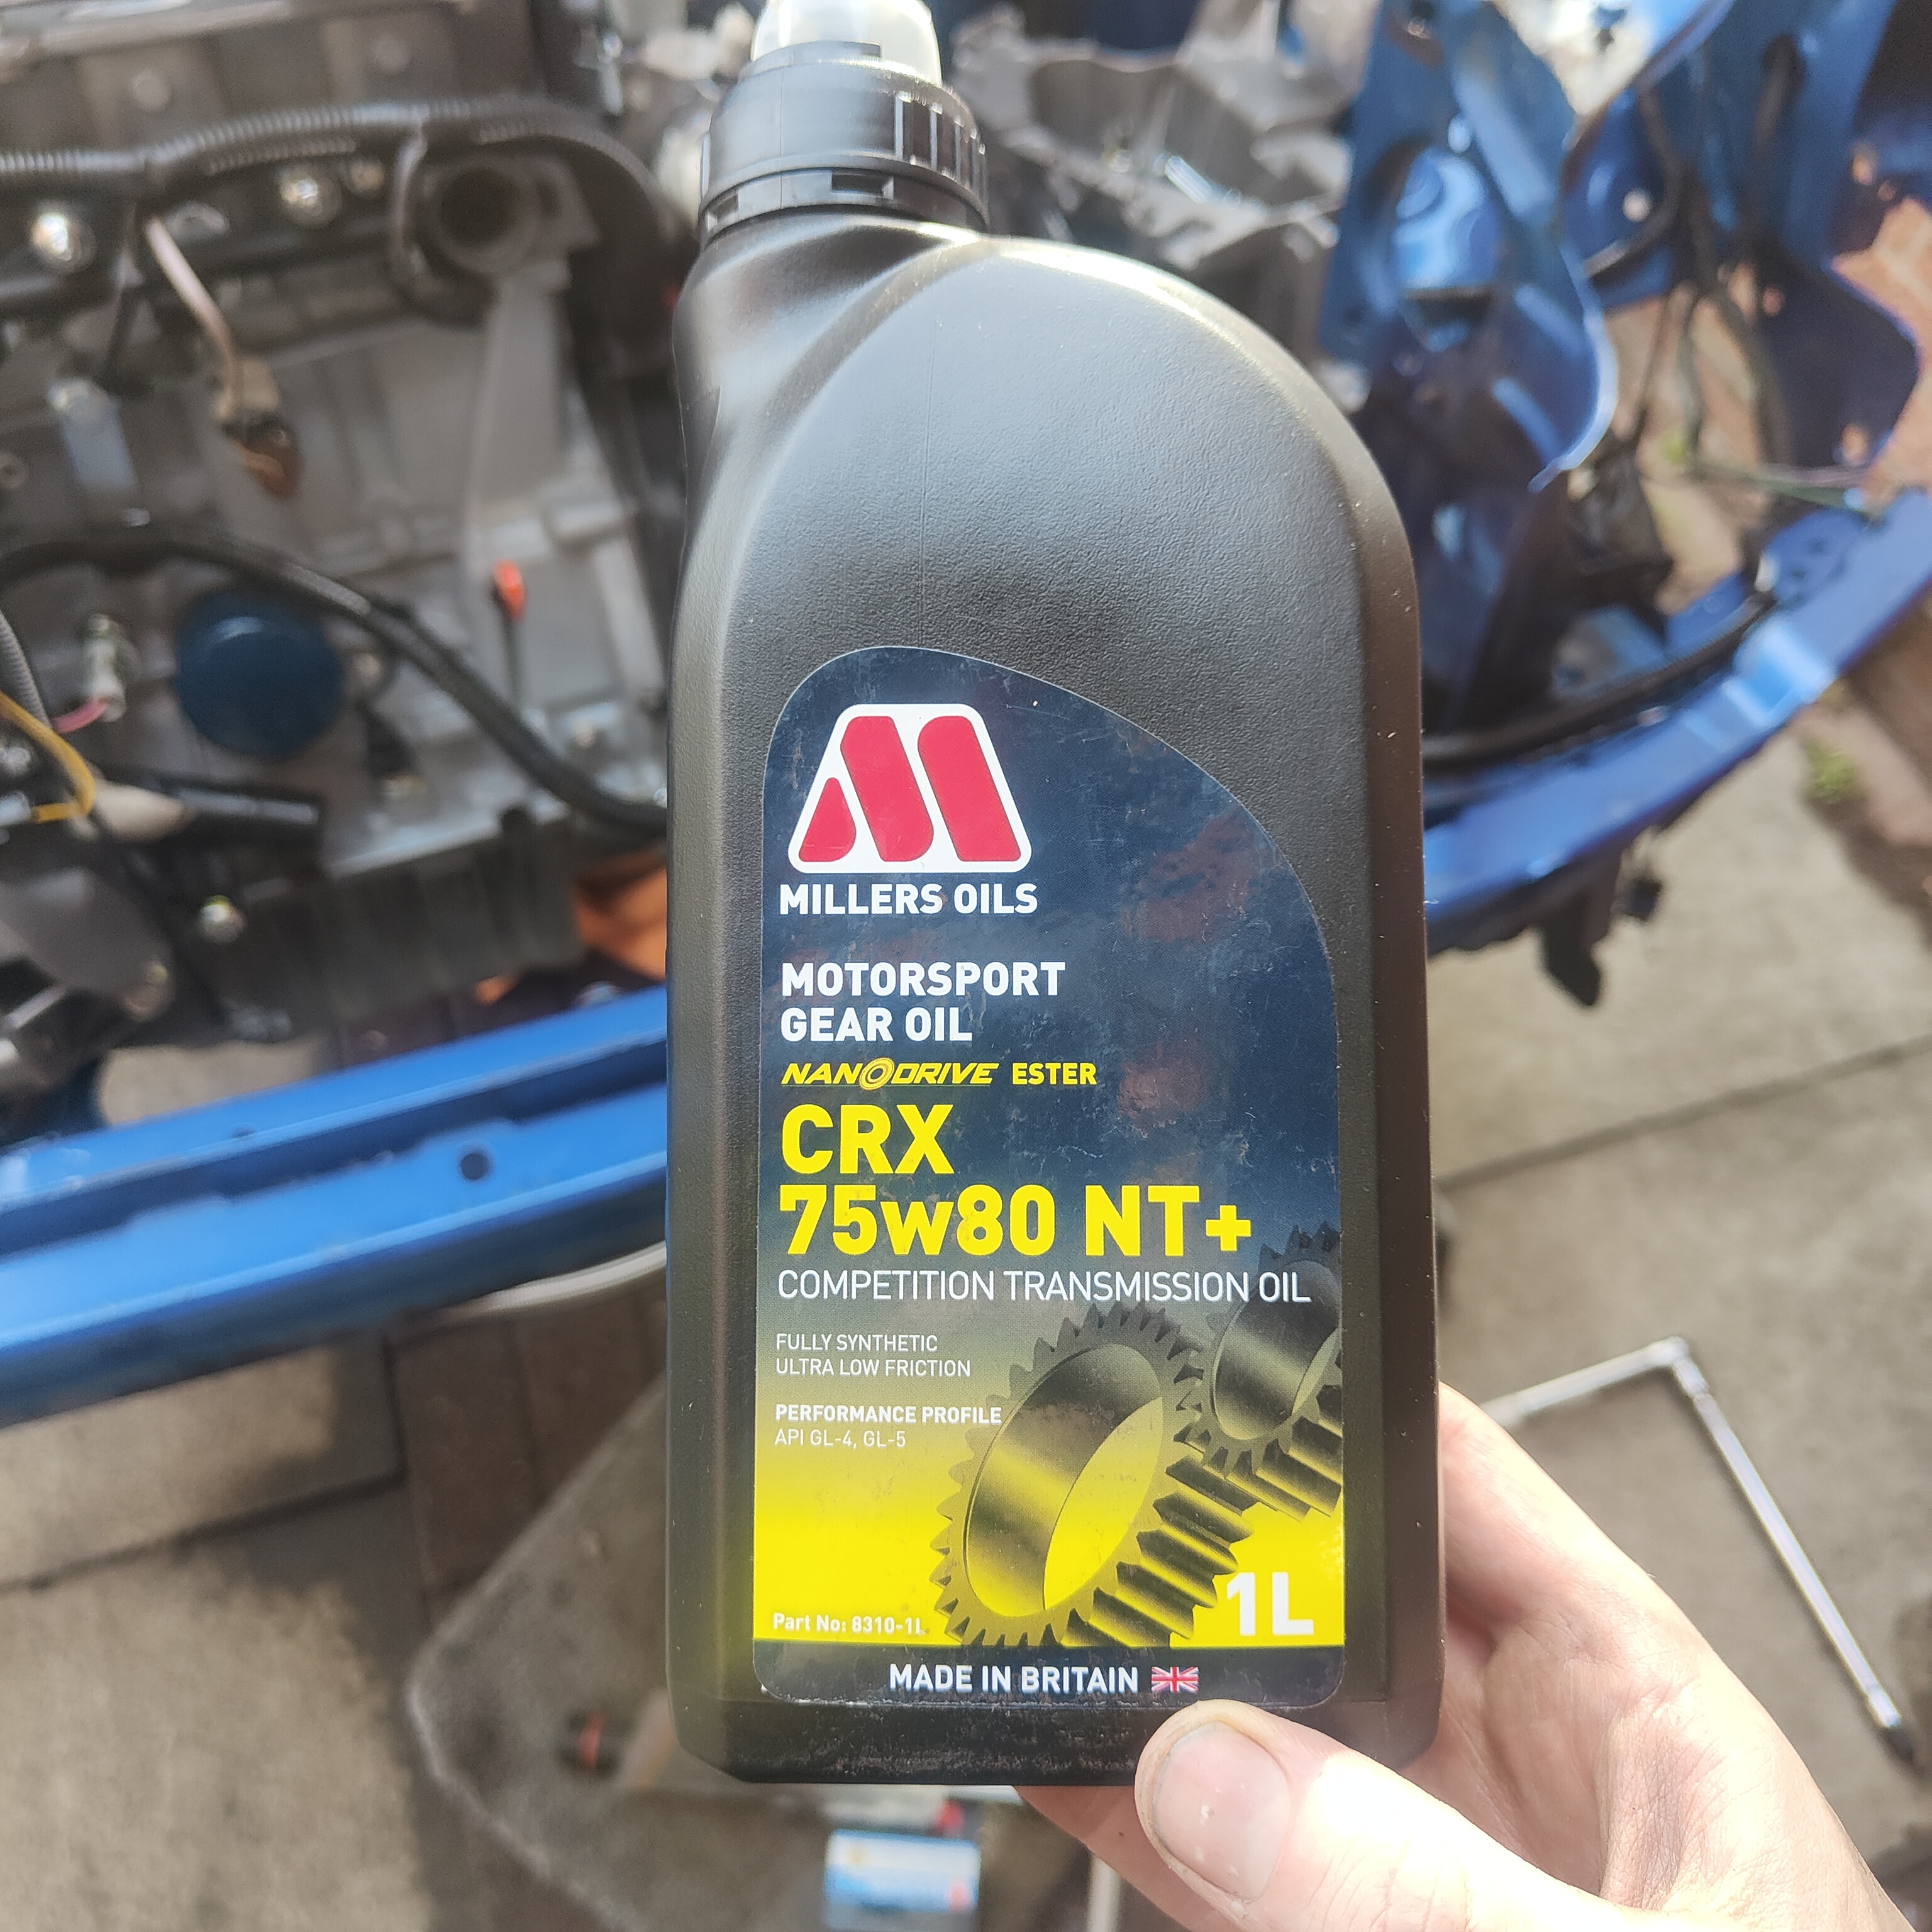 MILLERS OILS
MOTORSPORT
GEAR OIL
NANODRIVE ESTER
CRX
75w80 NT+
COMPETITION TRANSMISSION OIL
FULLY SYNTHETIC
ULTRA LOW FRICTION
PERFORMANCE PROFILE
API GL-4, GL-5
1L
Part No: 8310-1L
MADE IN BRITAIN